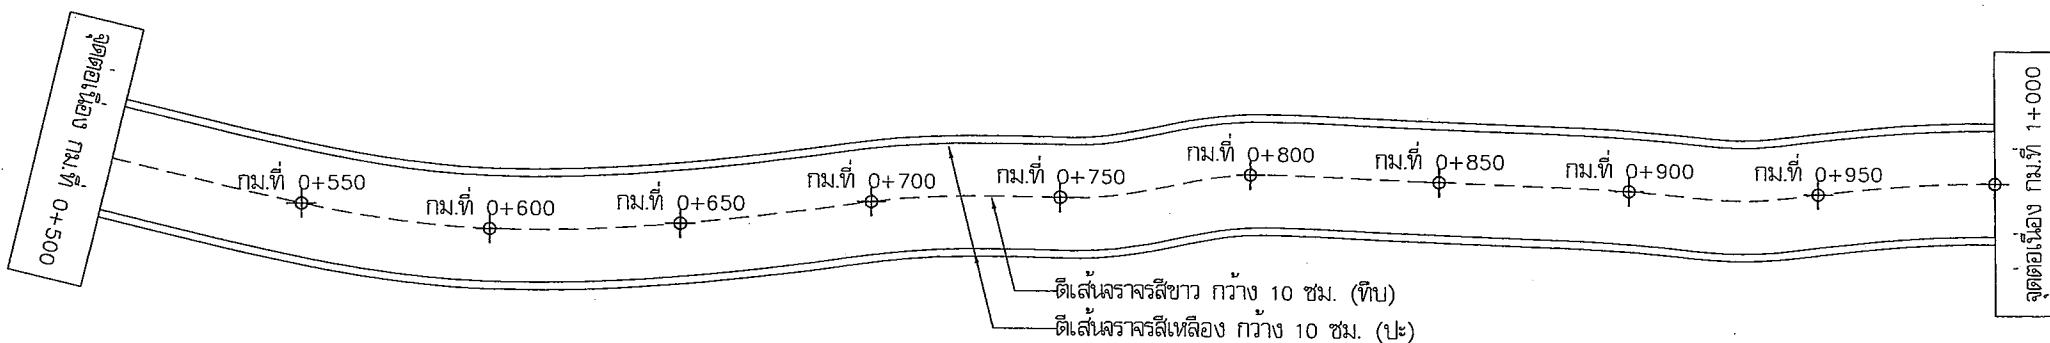 จุดต่อเนื่อง กม.ที่ 0+500
กม.ที่ 0+550
กม.ที่ 0+600
กม.ที่ 0+650
กม.ที่ 0+700
กม.ที่ 0+750
กม.ที่ 0+800
กม.ที่ 0+850
กม.ที่ 0+900
กม.ที่ 0+950
จุดต่อเนื่อง กม.ที่ 1+000
ตีเส้นจราจรสีขาว กว้าง 10 ซม. (ทึบ)
ตีเส้นจราจรสีเหลือง กว้าง 10 ซม. (ปะ)